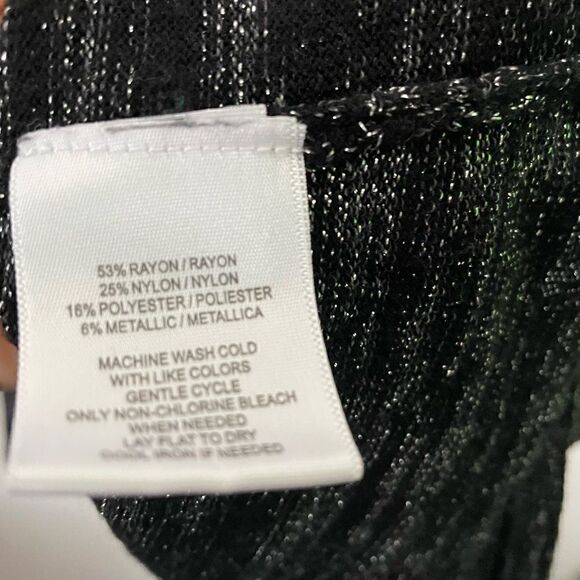 53% RAYON / RAYON
25% NYLON / NYLON
16% POLYESTER / POLIESTER
6% METALLIC / METALLICA
MACHINE WASH COLD
WITH LIKE COLORS
GENTLE CYCLE
ONLY NON-CHLORINE BLEACH
WHEN NEEDED
LAY FLAT TO DRY
COOL IRON IF NEEDED